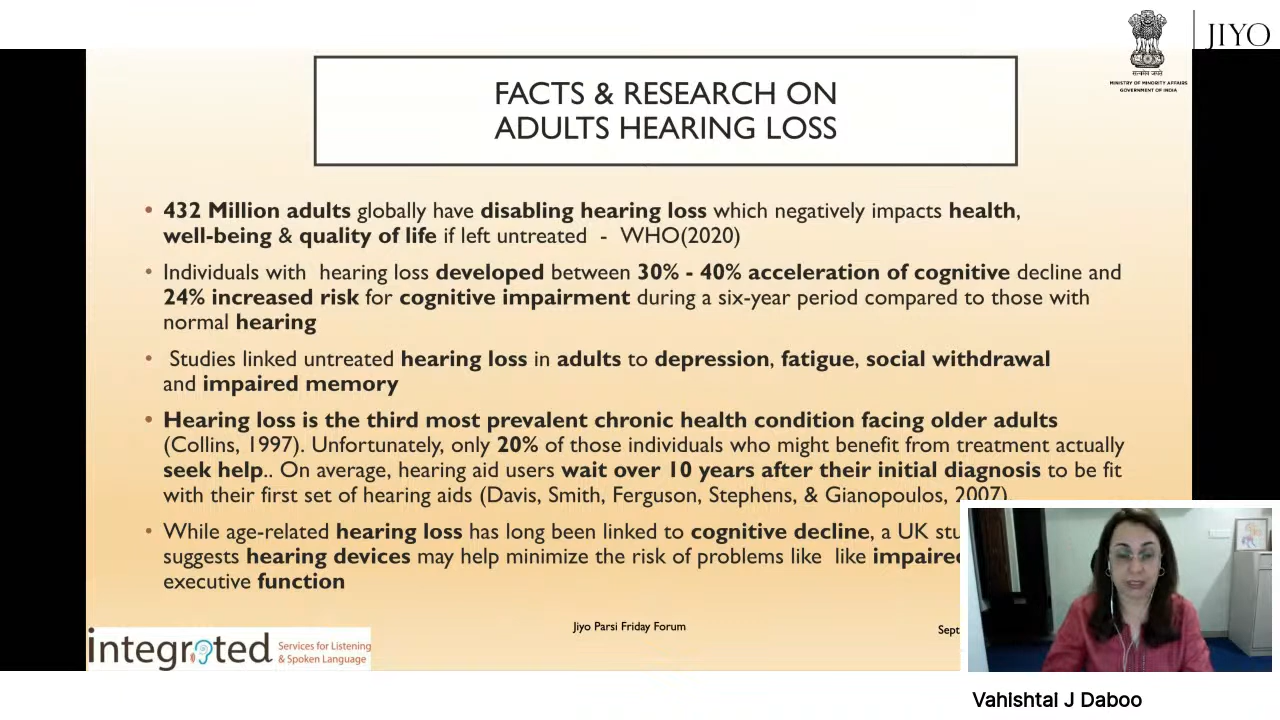 JIYO
सत्यमेव जयते
MINISTRY OF MINORITY AFFAIRS
GOVERNMENT OF INDIA
FACTS & RESEARCH ON
ADULTS HEARING LOSS
• 432 Million adults globally have disabling hearing loss which negatively impacts health,
well-being & quality of life if left untreated - WHO(2020)
• Individuals with hearing loss developed between 30% - 40% acceleration of cognitive decline and
24% increased risk for cognitive impairment during a six-year period compared to those with
normal hearing
• Studies linked untreated hearing loss in adults to depression, fatigue, social withdrawal
and impaired memory
• Hearing loss is the third most prevalent chronic health condition facing older adults
(Collins, 1997). Unfortunately, only 20% of those individuals who might benefit from treatment actually
seek help.. On average, hearing aid users wait over 10 years after their initial diagnosis to be fit
with their first set of hearing aids (Davis, Smith, Ferguson, Stephens, & Gianopoulos, 2007).
• While age-related hearing loss has long been linked to cognitive decline, a UK
suggests hearing devices may help minimize the risk of problems like like impaired
executive function
Jiyo Parsi Friday Forum
Sept
integrated Services for Listening
& Spoken Language
Vahishtai J Daboo